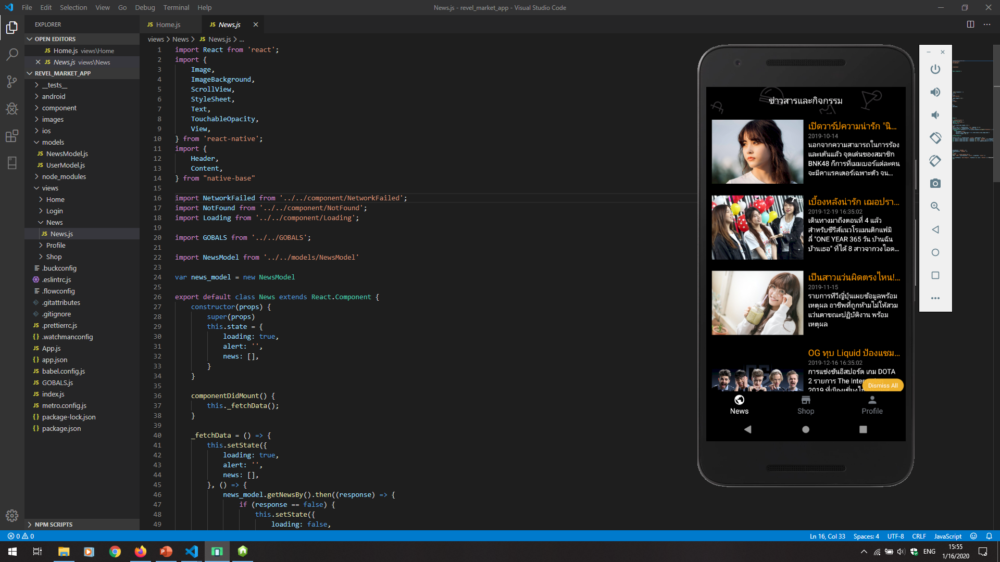 File Edit Selection View Go Debug Terminal Help
News.js - revel_market_app - Visual Studio Code
EXPLORER
OPEN EDITORS
JS Home.js views\Home
JS News.js views\News
REVEL_MARKET_APP
__tests__
android
component
images
ios
models
JS NewsModel.js
JS UserModel.js
node_modules
views
Home
Login
News
JS News.js
Profile
Shop
.buckconfig
.eslintrc.js
.flowconfig
.gitattributes
.gitignore
JS .prettierrc.js
{} .watchmanconfig
JS App.js
{} app.json
JS babel.config.js
JS GOBALS.js
JS index.js
JS metro.config.js
{} package-lock.json
{} package.json
NPM SCRIPTS
JS Home.js
JS News.js
views > News > JS News.js > ...
1 import React from 'react';
2 import {
3 Image,
4 ImageBackground,
5 ScrollView,
6 StyleSheet,
7 Text,
8 TouchableOpacity,
9 View,
10 } from 'react-native';
11 import {
12 Header,
13 Content,
14 } from "native-base"
15
16 import NetworkFailed from '../../component/NetworkFailed';
17 import NotFound from '../../component/NotFound';
18 import Loading from '../../component/Loading';
19
20 import GOBALS from '../../GOBALS';
21
22 import NewsModel from '../../models/NewsModel'
23
24 var news_model = new NewsModel
25
26 export default class News extends React.Component {
27 constructor(props) {
28 super(props)
29 this.state = {
30 loading: true,
31 alert: '',
32 news: [],
33 }
34 }
35
36 componentDidMount() {
37 this._fetchData();
38 }
39
40 _fetchData = () => {
41 this.setState({
42 loading: true,
43 alert: '',
44 news: [],
45 }, () => {
46 news_model.getNewsBy().then((response) => {
47 if (response == false) {
48 this.setState({
49 loading: false,
ข่าวสารและกิจกรรม
เปิดวาร์ปความน่ารัก "นิ...
2019-10-14
นอกจากความสามารถในการร้อง
และเต้นแล้ว จุดเด่นของสมาชิก
BNK48 ก็การที่เมมเบอร์แต่ละคน
จะมีคาแรคเตอร์เฉพาะตัว จน...
เบื้องหลังน่ารัก เฌอปรา...
2019-12-19 16:35:02
เดินทางมาถึงตอนที่ 4 แล้ว
สำหรับซีรีส์แนวโรแมนติกแฟมิ
ลี่ "ONE YEAR 365 วัน บ้านฉัน
บ้านเธอ" ที่ได้ 8 สาวจากวงไอด...
เป็นสาวแว่นผิดตรงไหน!...
2019-11-15
รายการทีวีญี่ปุ่นเผยข้อมูลพร้อม
เหตุผล อาชีพที่ถูกห้ามไม่ให้สวม
แว่นตาขณะปฏิบัติงาน พร้อม
เหตุผล
OG ทุบ Liquid ป้องแชม...
2019-12-16 16:35:02
การแข่งขันอีสปอร์ต เกม DOTA
2 รายการ The International
2019 ที่เมืองเซี่ยงไฮ้
Dismiss All
News Shop Profile
0 0
Ln 16, Col 33 Spaces: 4 UTF-8 CRLF JavaScript
ENG
15:55
1/16/2020